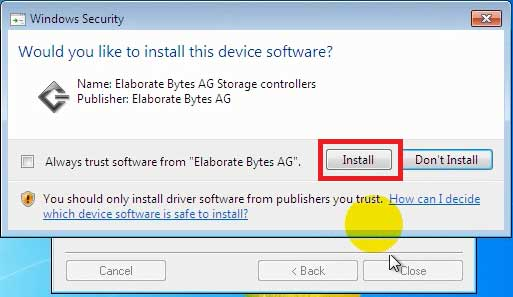 Windows Security
Would you like to install this device software?
Name: Elaborate Bytes AG Storage controllers
Publisher: Elaborate Bytes AG
Always trust software from "Elaborate Bytes AG".
Install
Don't Install
You should only install driver software from publishers you trust. How can I decide
which device software is safe to install?
Cancel
< Back
Close